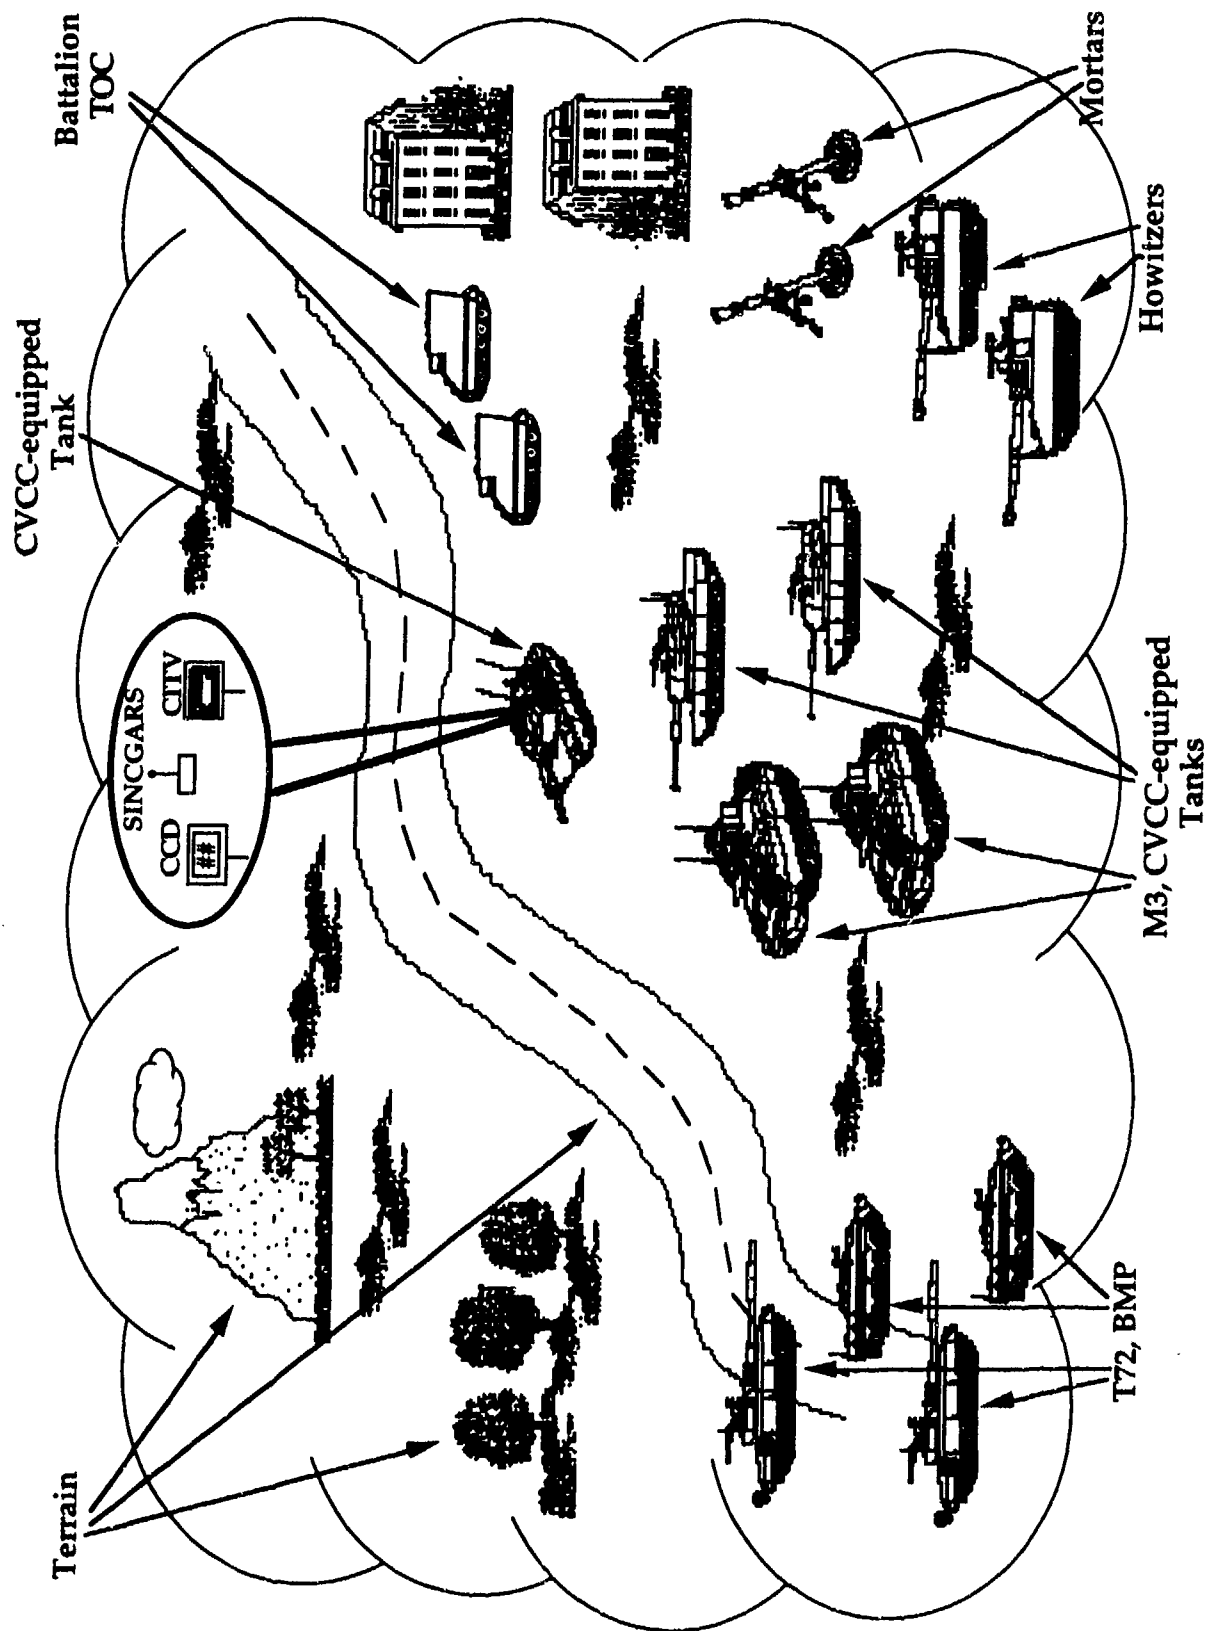 Terrain
CCD
SINCGARS
CITV
##
CVCC-equipped
Tank
Battalion
TOC
T72, BMP
M3, CVCC-equipped
Tanks
Howitzers
Mortars